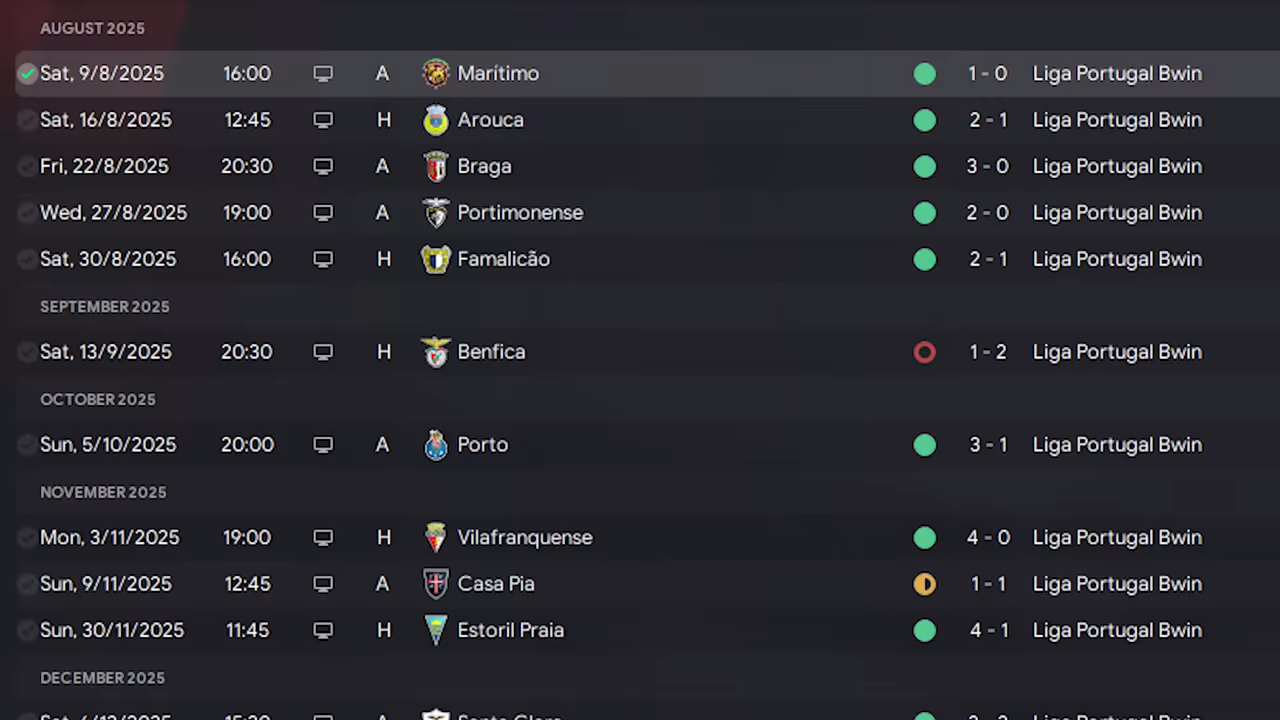 AUGUST 2025
Sat, 9/8/2025 16:00 A Marítimo 1 - 0 Liga Portugal Bwin
Sat, 16/8/2025 12:45 H Arouca 2 - 1 Liga Portugal Bwin
Fri, 22/8/2025 20:30 A Braga 3 - 0 Liga Portugal Bwin
Wed, 27/8/2025 19:00 A Portimonense 2 - 0 Liga Portugal Bwin
Sat, 30/8/2025 16:00 H Famalicão 2 - 1 Liga Portugal Bwin
SEPTEMBER 2025
Sat, 13/9/2025 20:30 H Benfica 1 - 2 Liga Portugal Bwin
OCTOBER 2025
Sun, 5/10/2025 20:00 A Porto 3 - 1 Liga Portugal Bwin
NOVEMBER 2025
Mon, 3/11/2025 19:00 H Vilafranquense 4 - 0 Liga Portugal Bwin
Sun, 9/11/2025 12:45 A Casa Pia 1 - 1 Liga Portugal Bwin
Sun, 30/11/2025 11:45 H Estoril Praia 4 - 1 Liga Portugal Bwin
DECEMBER 2025